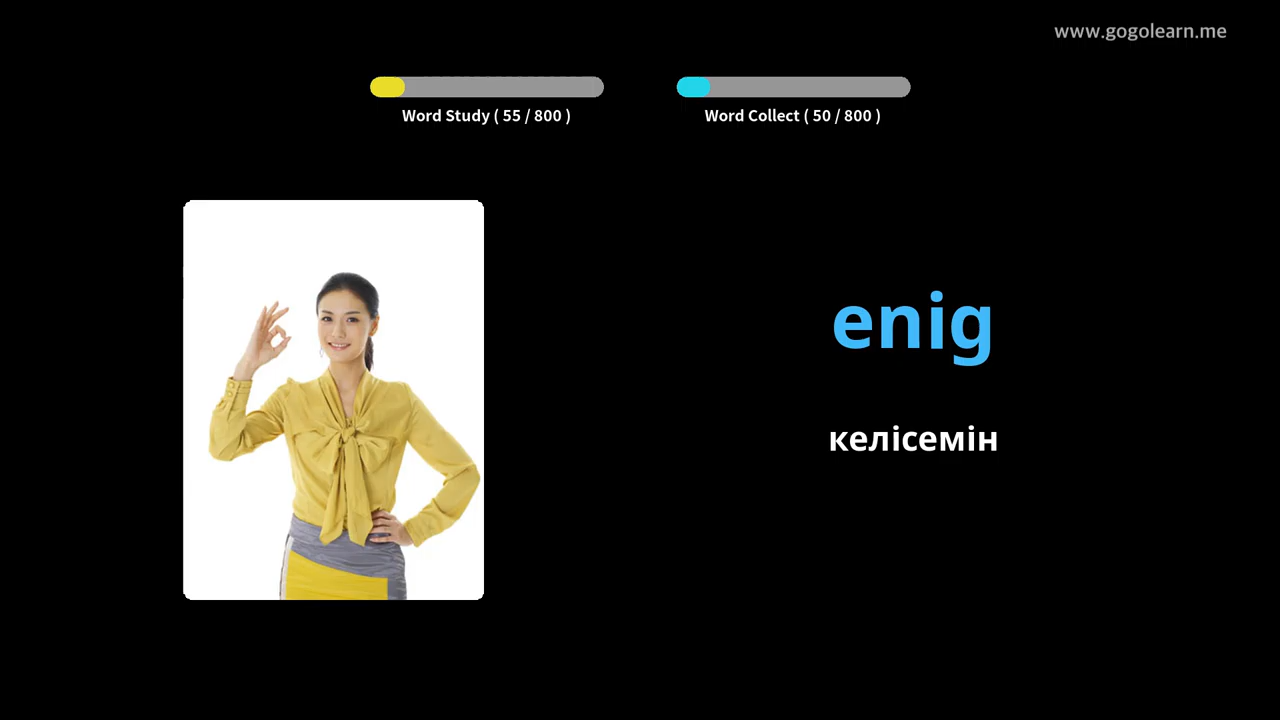 www.gogolearn.me
Word Study ( 55 / 800 )
Word Collect ( 50 / 800 )
enig
келісемін